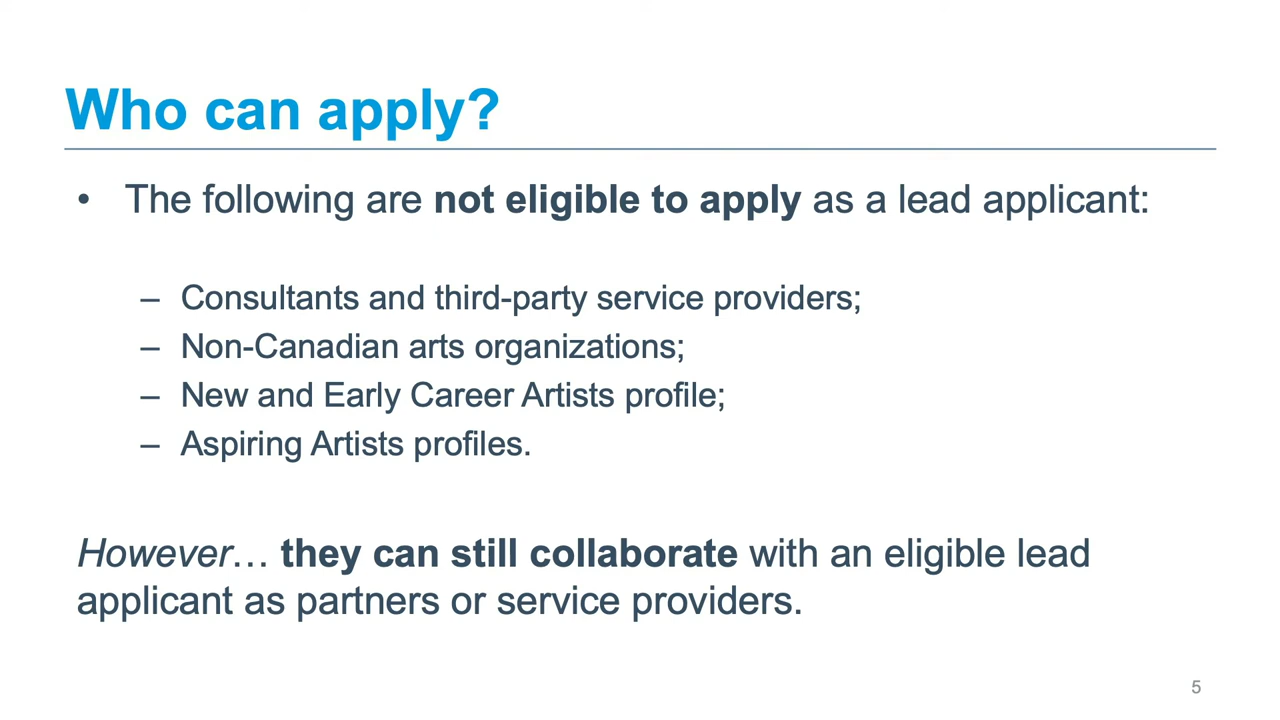 Who can apply?
• The following are not eligible to apply as a lead applicant:
– Consultants and third-party service providers;
– Non-Canadian arts organizations;
– New and Early Career Artists profile;
– Aspiring Artists profiles.
However… they can still collaborate with an eligible lead
applicant as partners or service providers.
5